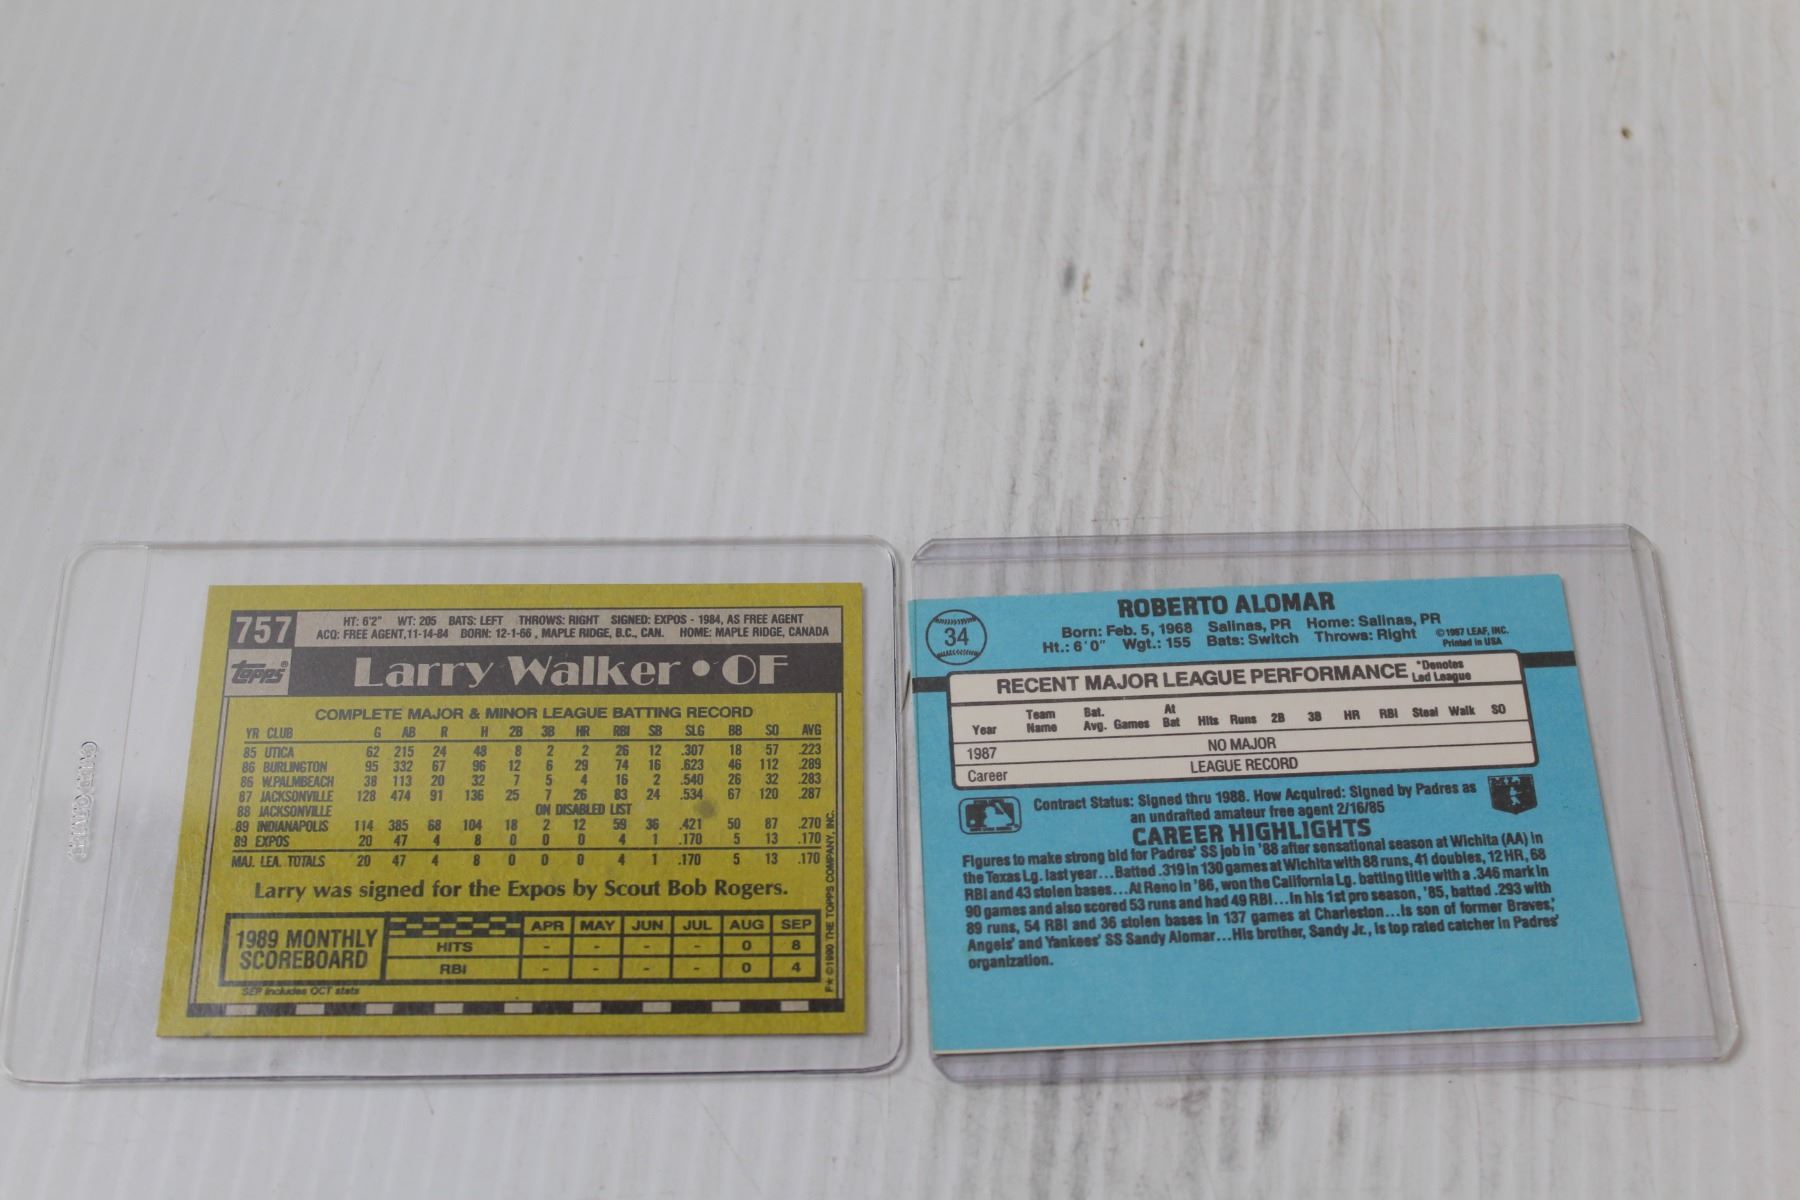 757
HT: 6'2" WT: 205 BATS: LEFT THROWS: RIGHT SIGNED: EXPOS - 1984, AS FREE AGENT
ACQ: FREE AGENT,11-14-84 BORN: 12-1-66 , MAPLE RIDGE, B.C., CAN. HOME: MAPLE RIDGE, CANADA
topps® Larry Walker • OF
COMPLETE MAJOR & MINOR LEAGUE BATTING RECORD
YR CLUB G AB R H 2B 3B HR RBI SB SLG BB SO AVG
85 UTICA 62 215 24 48 8 2 2 26 12 .307 18 57 .223
86 BURLINGTON 95 332 67 96 12 6 29 74 16 .623 46 112 .289
86 W.PALMBEACH 38 113 20 32 7 5 4 16 2 .540 26 32 .283
87 JACKSONVILLE 128 474 91 136 25 7 26 83 24 .534 67 120 .287
88 JACKSONVILLE ON DISABLED LIST
89 INDIANAPOLIS 114 385 68 104 18 2 12 59 36 .421 50 87 .270
89 EXPOS 20 47 4 8 0 0 0 4 1 .170 5 13 .170
MAJ. LEA. TOTALS 20 47 4 8 0 0 0 4 1 .170 5 13 .170
Larry was signed for the Expos by Scout Bob Rogers.
1989 MONTHLY SCOREBOARD
APR MAY JUN JUL AUG SEP
HITS - - - - 0 8
RBI - - - - 0 4
SEP includes OCT stats
F★ ©1990 THE TOPPS COMPANY, INC.
34
ROBERTO ALOMAR
Born: Feb. 5, 1968 Salinas, PR Home: Salinas, PR
Ht.: 6'0" Wgt.: 155 Bats: Switch Throws: Right
©1987 LEAF, INC.
Printed in USA
RECENT MAJOR LEAGUE PERFORMANCE
*Denotes
Led League
Year Team Name Bat. Avg. Games At Bat Hits Runs 2B 3B HR RBI Steal Walk SO
1987 NO MAJOR
Career LEAGUE RECORD
Contract Status: Signed thru 1988. How Acquired: Signed by Padres as
an undrafted amateur free agent 2/16/85
CAREER HIGHLIGHTS
Figures to make strong bid for Padres' SS job in '88 after sensational season at Wichita (AA) in
the Texas Lg. last year...Batted .319 in 130 games at Wichita with 88 runs, 41 doubles, 12 HR, 68
RBI and 43 stolen bases...At Reno in '86, won the California Lg. batting title with a .346 mark in
90 games and also scored 53 runs and had 49 RBI...In his 1st pro season, '85, batted .293 with
89 runs, 54 RBI and 36 stolen bases in 137 games at Charleston...Is son of former Braves',
Angels' and Yankees' SS Sandy Alomar...His brother, Sandy Jr., is top rated catcher in Padres'
organization.